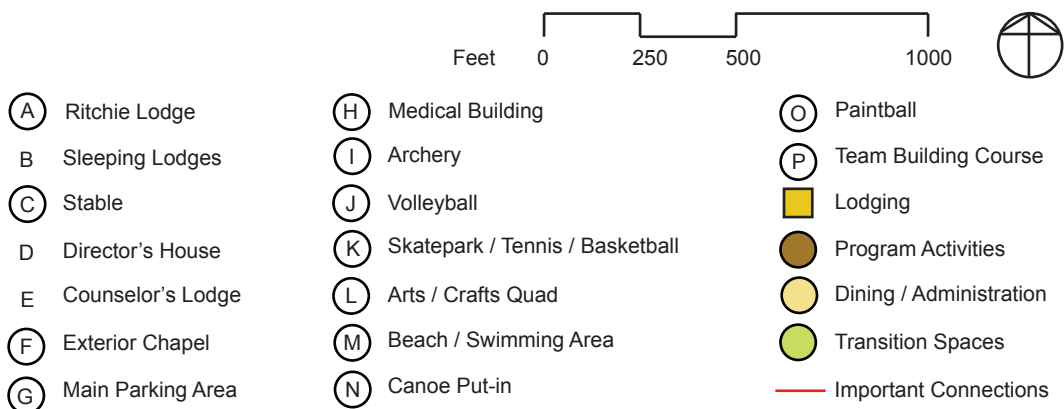 Feet 0 250 500 1000
A Ritchie Lodge
B Sleeping Lodges
C Stable
D Director's House
E Counselor's Lodge
F Exterior Chapel
G Main Parking Area
H Medical Building
I Archery
J Volleyball
K Skatepark / Tennis / Basketball
L Arts / Crafts Quad
M Beach / Swimming Area
N Canoe Put-in
O Paintball
P Team Building Course
Lodging
Program Activities
Dining / Administration
Transition Spaces
Important Connections